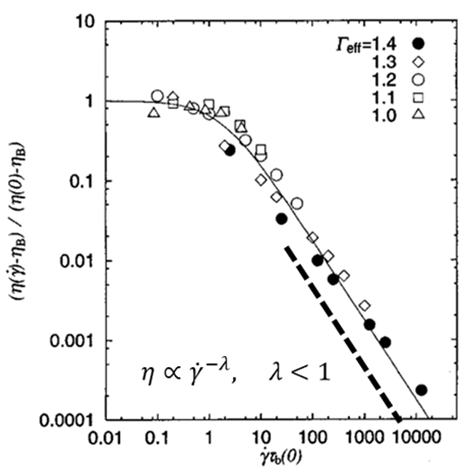 10
1
0.1
0.01
0.001
0.0001
(η(γ̇)-η_B) / (η(0)-η_B)
Γ_eff=1.4 ●
1.3 ◇
1.2 ○
1.1 □
1.0 △
η ∝ γ̇^{-λ}, λ < 1
0.01 0.1 1 10 100 1000 10000
γ̇τ_b(0)